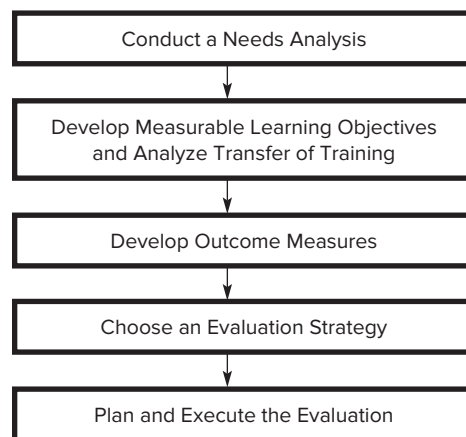 Conduct a Needs Analysis
Develop Measurable Learning Objectives
and Analyze Transfer of Training
Develop Outcome Measures
Choose an Evaluation Strategy
Plan and Execute the Evaluation